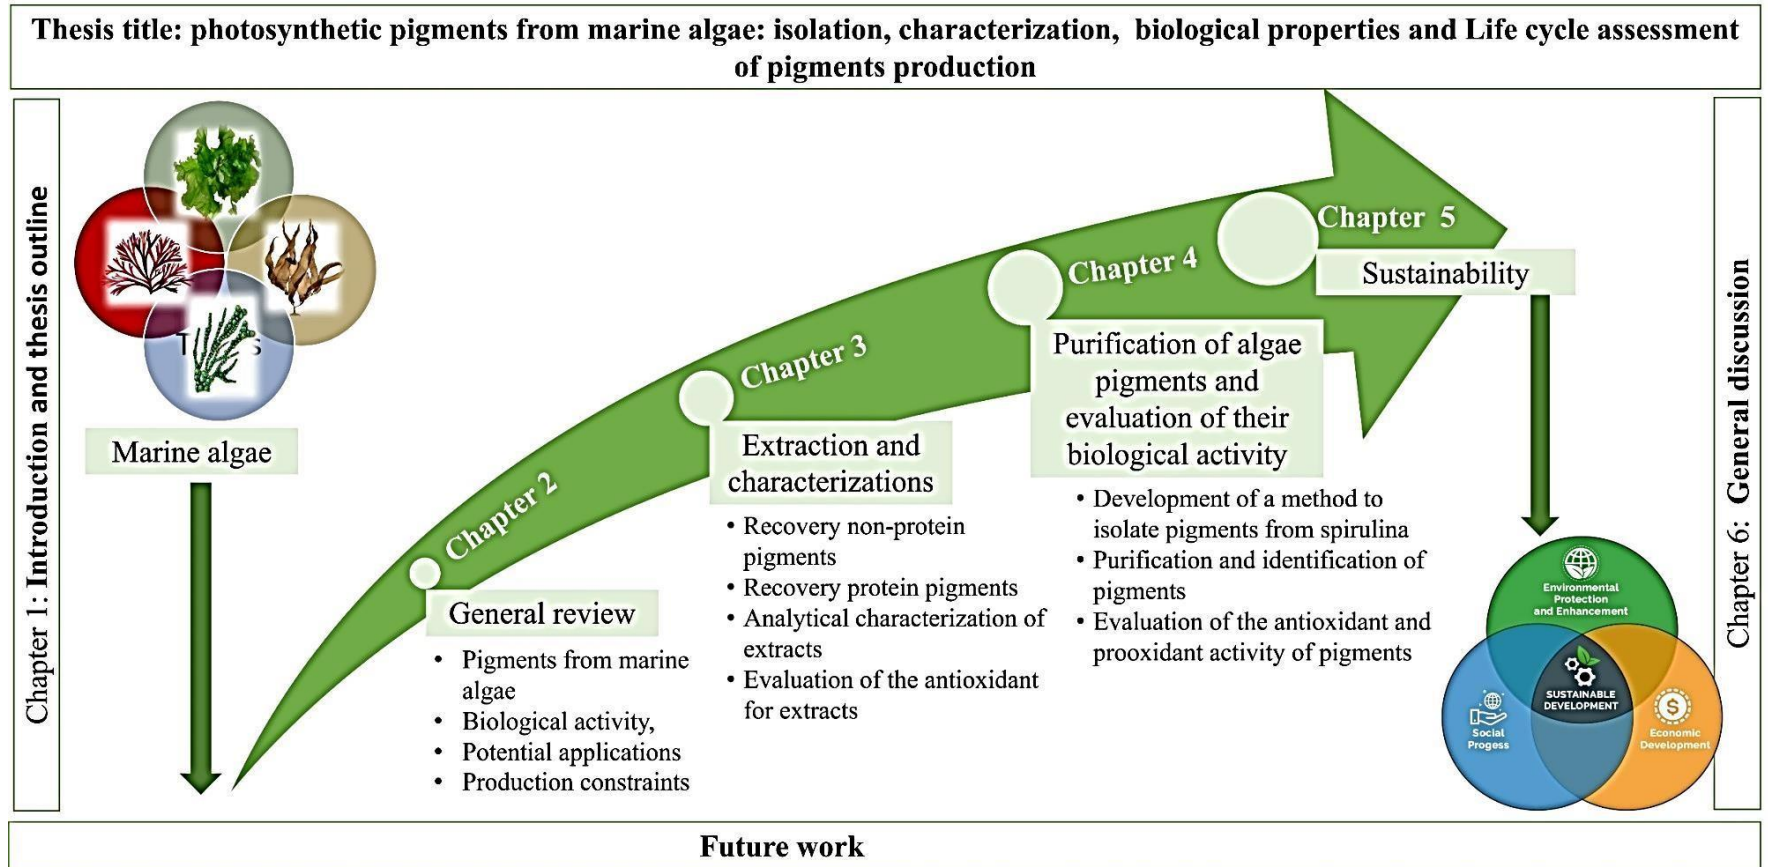 Thesis title: photosynthetic pigments from marine algae: isolation, characterization, biological properties and Life cycle assessment
of pigments production
Chapter 1: Introduction and thesis outline
Marine algae
Chapter 2
General review
• Pigments from marine
algae
• Biological activity,
• Potential applications
• Production constraints
Chapter 3
Extraction and
characterizations
• Recovery non-protein
pigments
• Recovery protein pigments
• Analytical characterization of
extracts
• Evaluation of the antioxidant
for extracts
Chapter 4
Purification of algae
pigments and
evaluation of their
biological activity
• Development of a method to
isolate pigments from spirulina
• Purification and identification of
pigments
• Evaluation of the antioxidant and
prooxidant activity of pigments
Chapter 5
Sustainability
Environmental
Protection
and Enhancement
SUSTAINABLE
DEVELOPMENT
Social
Progess
$
Economic
Development
Chapter 6: General discussion
Future work